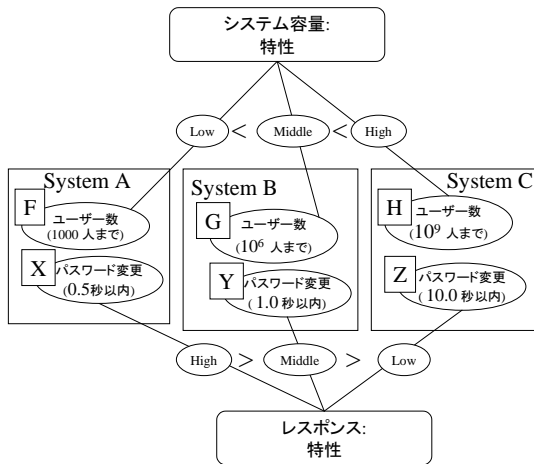 システム容量:
特性
Low < Middle < High
System A
F
ユーザー数
(1000 人まで)
X
パスワード変更
(0.5秒以内)
System B
G
ユーザー数
(10⁶ 人まで)
Y
パスワード変更
(1.0 秒以内)
System C
H
ユーザー数
(10⁹ 人まで)
Z
パスワード変更
(10.0 秒以内)
High > Middle > Low
レスポンス:
特性